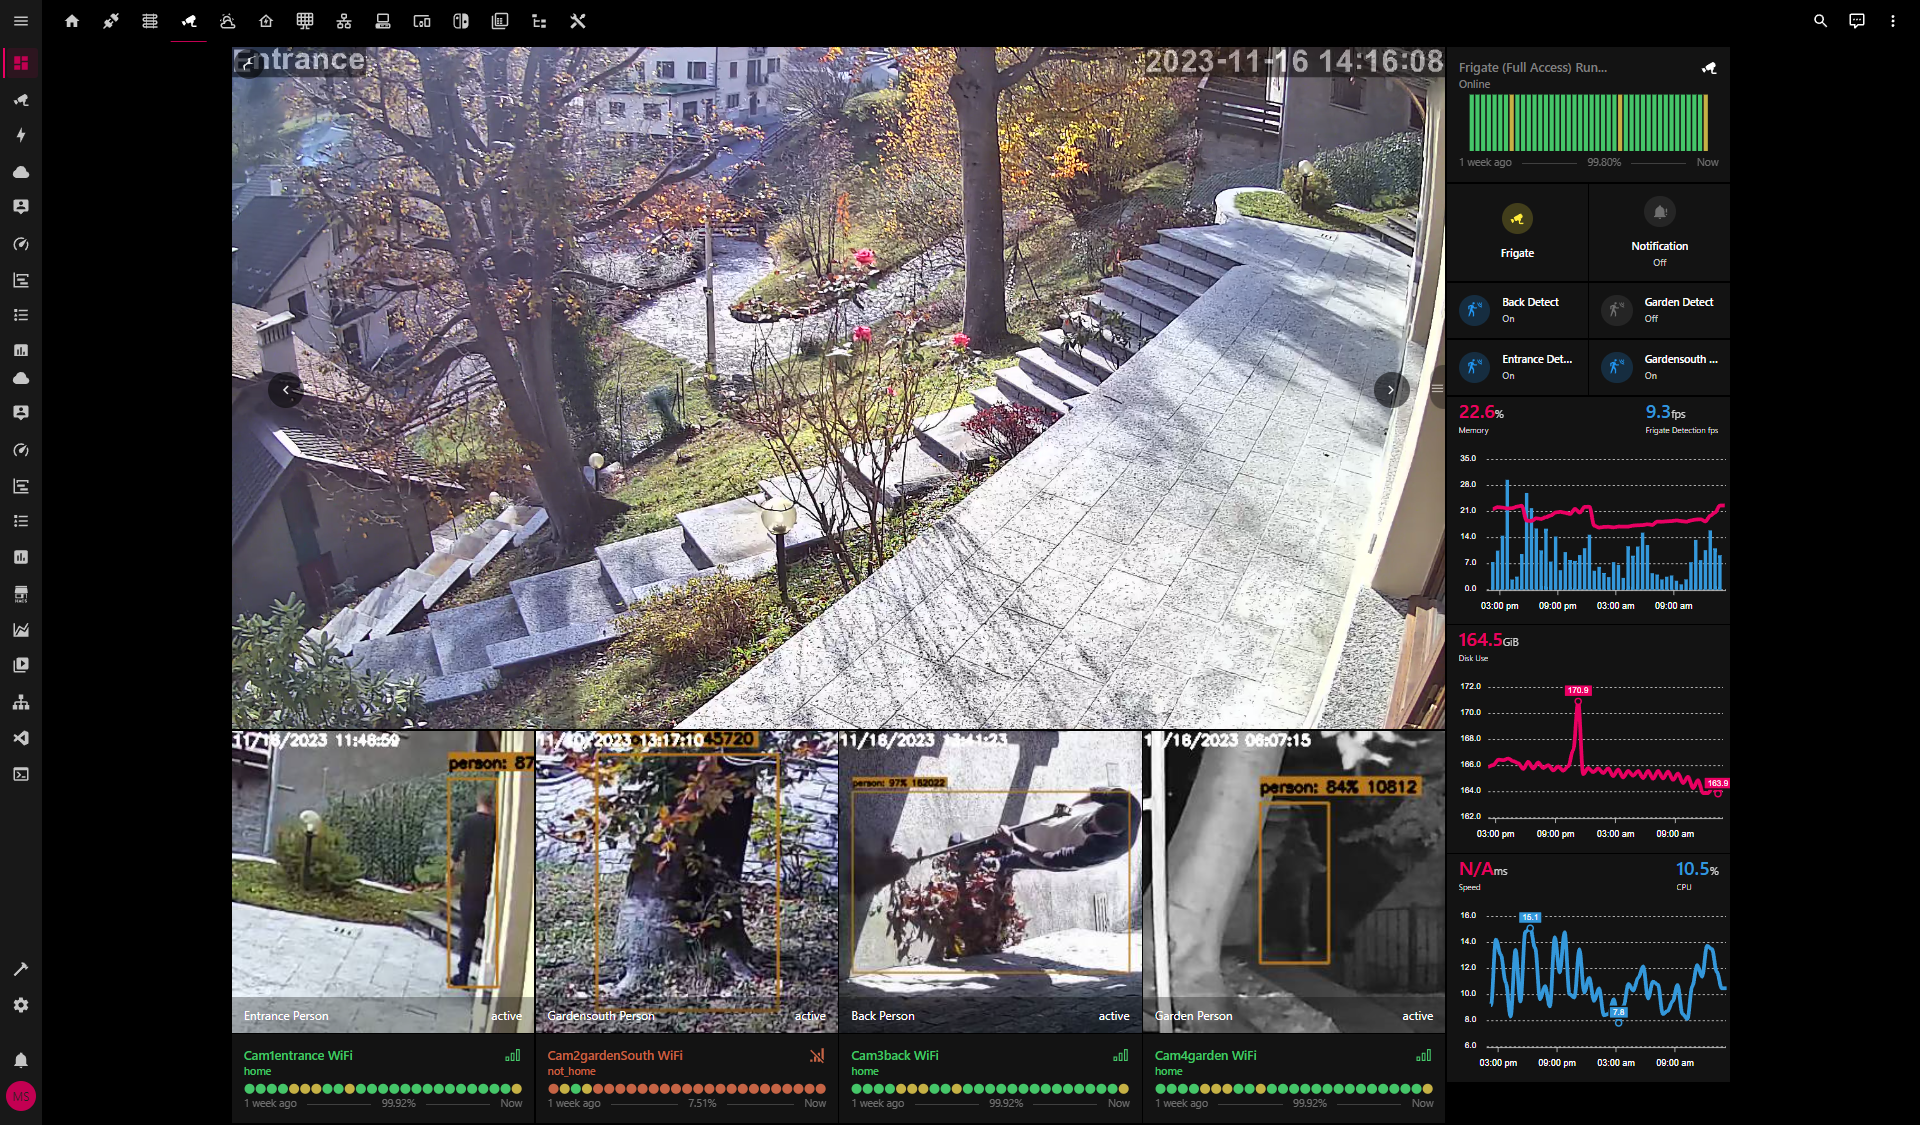 Entrance
2023-11-16 14:16:08
Frigate (Full Access) Run...
Online
1 week ago
99.80%
Now
Frigate
Notification
Off
Back Detect
On
Garden Detect
Off
Entrance Det...
On
Gardensouth ...
On
22.6%
Memory
9.3fps
Frigate Detection fps
35.0
28.0
21.0
14.0
7.0
0.0
03:00 pm 09:00 pm 03:00 am 09:00 am
164.5GiB
Disk Use
172.0
170.9
170.0
168.0
166.0
163.9
164.0
162.0
03:00 pm 09:00 pm 03:00 am 09:00 am
N/Ams
Speed
10.5%
CPU
16.0
15.1
14.0
12.0
10.0
7.8
8.0
6.0
03:00 pm 09:00 pm 03:00 am 09:00 am
11/16/2023 11:48:59
person: 87
Entrance Person active
13:17:10
45720
Gardensouth Person active
person: 97% 162022
Back Person active
11/16/2023 06:07:15
person: 84% 10812
Garden Person active
Cam1entrance WiFi
home
1 week ago 99.92% Now
Cam2gardenSouth WiFi
not_home
1 week ago 7.51% Now
Cam3back WiFi
home
1 week ago 99.92% Now
Cam4garden WiFi
home
1 week ago 99.92% Now
HACS
MS